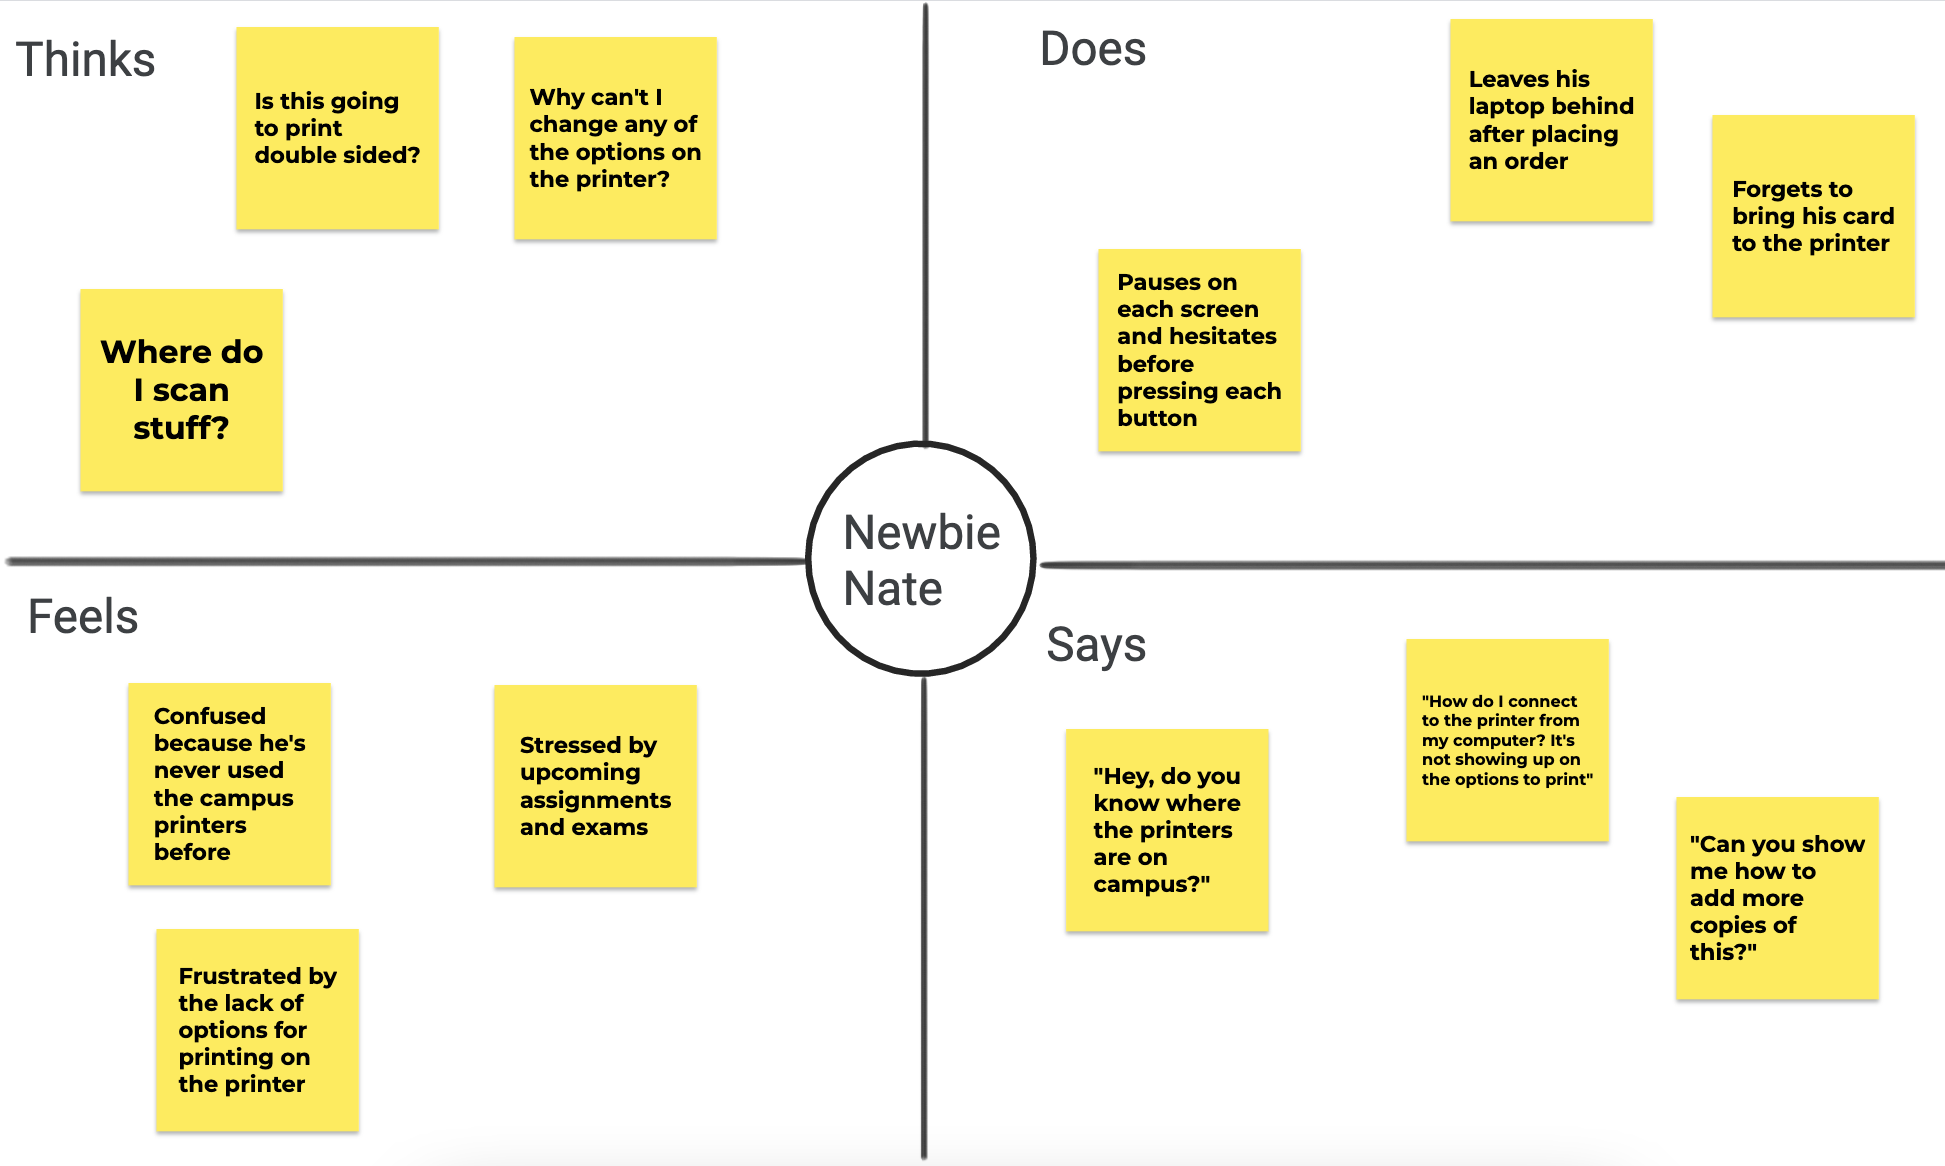 Thinks
Is this going
to print
double sided?
Why can't I
change any of
the options on
the printer?
Where do
I scan
stuff?
Does
Leaves his
laptop behind
after placing
an order
Forgets to
bring his card
to the printer
Pauses on
each screen
and hesitates
before
pressing each
button
Newbie
Nate
Feels
Confused
because he's
never used
the campus
printers
before
Stressed by
upcoming
assignments
and exams
Frustrated by
the lack of
options for
printing on
the printer
Says
"Hey, do you
know where
the printers
are on
campus?"
"How do I connect
to the printer from
my computer? It's
not showing up on
the options to print"
"Can you show
me how to
add more
copies of
this?"